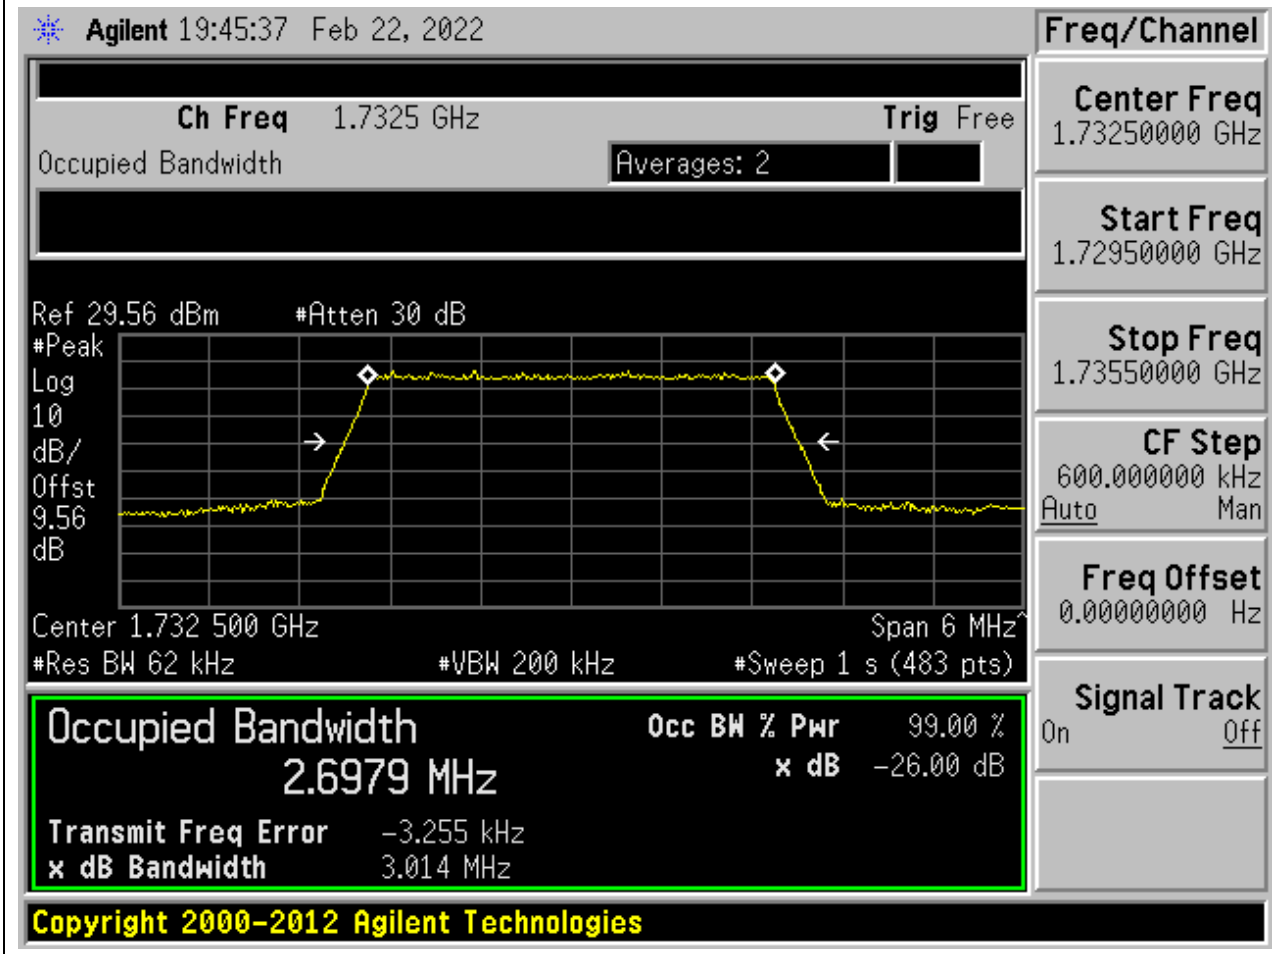 Agilent 19:45:37 Feb 22, 2022
Freq/Channel
Ch Freq 1.7325 GHz Trig Free
Occupied Bandwidth Averages: 2
Ref 29.56 dBm #Atten 30 dB
#Peak
Log
10
dB/
Offst
9.56
dB
Center 1.732 500 GHz Span 6 MHz^
#Res BW 62 kHz #VBW 200 kHz #Sweep 1 s (483 pts)
Occupied Bandwidth
2.6979 MHz
Occ BW % Pwr 99.00 %
x dB -26.00 dB
Transmit Freq Error -3.255 kHz
x dB Bandwidth 3.014 MHz
Center Freq
1.73250000 GHz
Start Freq
1.72950000 GHz
Stop Freq
1.73550000 GHz
CF Step
600.000000 kHz
Auto Man
Freq Offset
0.00000000 Hz
Signal Track
On Off
Copyright 2000-2012 Agilent Technologies